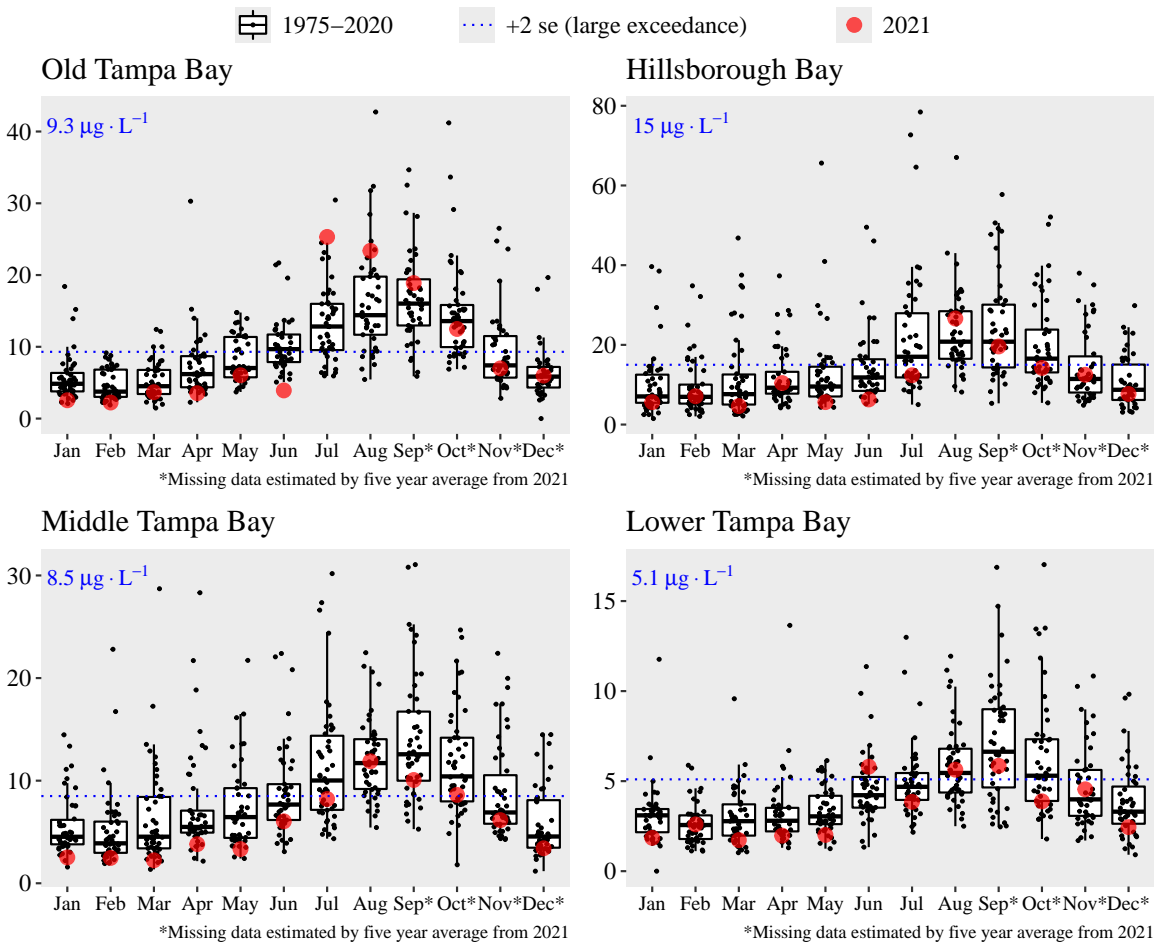 1975−2020 +2 se (large exceedance) 2021
Old Tampa Bay
9.3 μg · L⁻¹
40
30
20
10
0
Jan Feb Mar Apr May Jun Jul Aug Sep* Oct* Nov* Dec*
*Missing data estimated by five year average from 2021
Hillsborough Bay
15 μg · L⁻¹
80
60
40
20
0
Jan Feb Mar Apr May Jun Jul Aug Sep* Oct* Nov* Dec*
*Missing data estimated by five year average from 2021
Middle Tampa Bay
8.5 μg · L⁻¹
30
20
10
0
Jan Feb Mar Apr May Jun Jul Aug Sep* Oct* Nov* Dec*
*Missing data estimated by five year average from 2021
Lower Tampa Bay
5.1 μg · L⁻¹
15
10
5
0
Jan Feb Mar Apr May Jun Jul Aug Sep* Oct* Nov* Dec*
*Missing data estimated by five year average from 2021